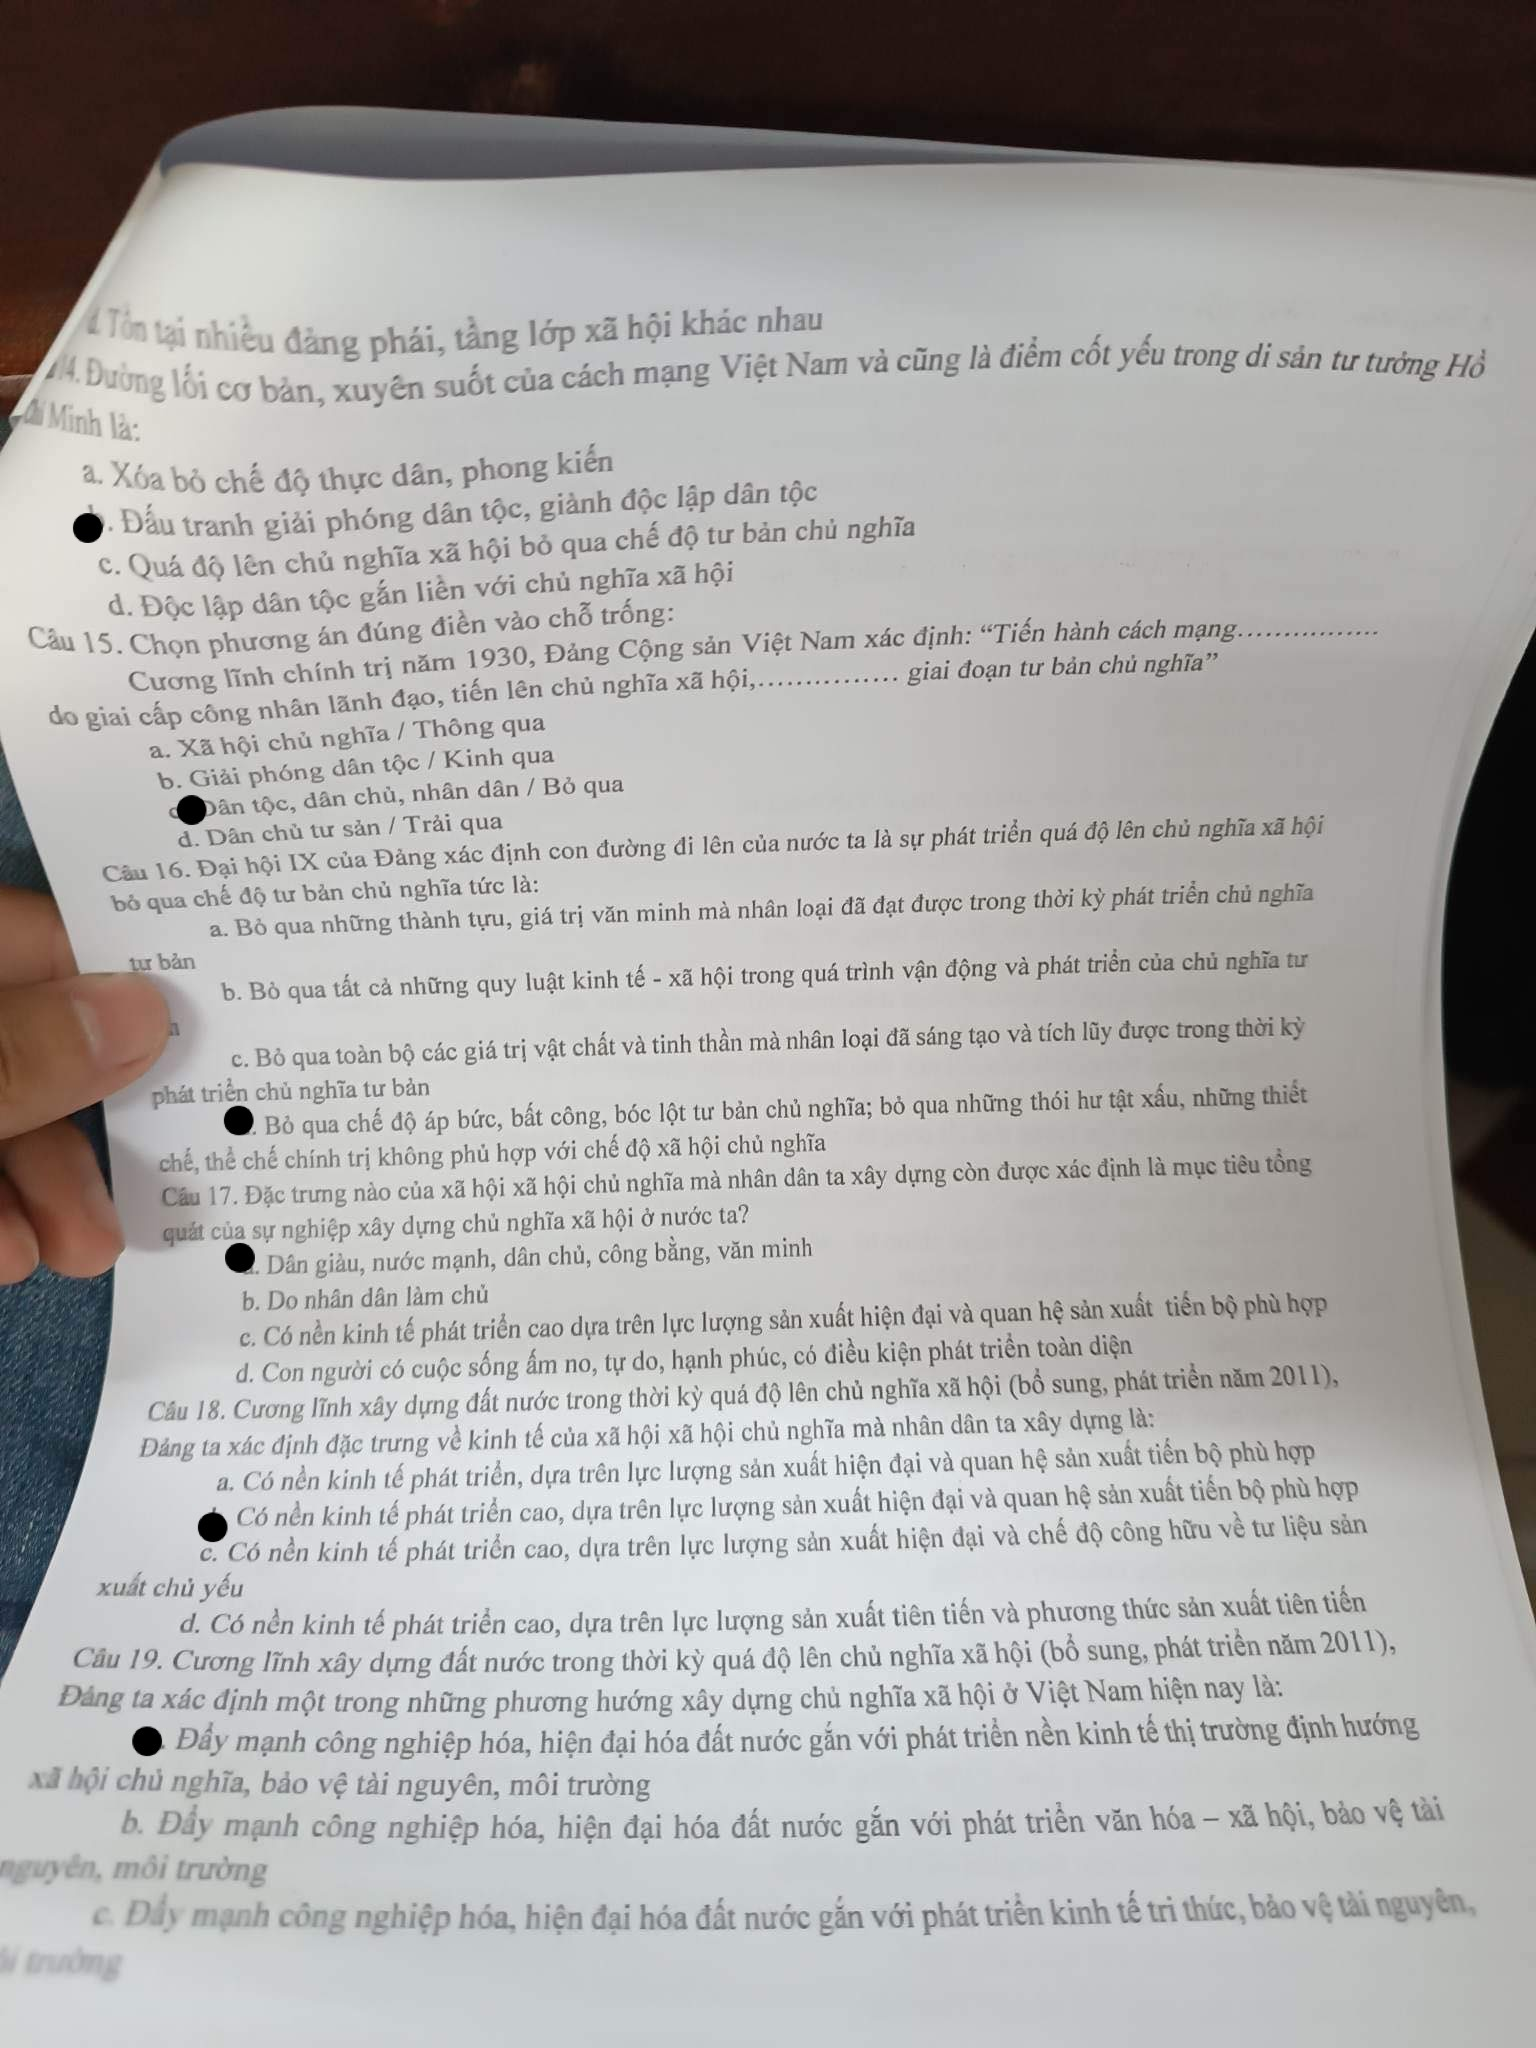 d. Tồn tại nhiều đảng phái, tầng lớp xã hội khác nhau
14. Đường lối cơ bản, xuyên suốt của cách mạng Việt Nam và cũng là điểm cốt yếu trong di sản tư tưởng Hồ
Minh là:
a. Xóa bỏ chế độ thực dân, phong kiến
. Đấu tranh giải phóng dân tộc, giành độc lập dân tộc
c. Quá độ lên chủ nghĩa xã hội bỏ qua chế độ tư bản chủ nghĩa
d. Độc lập dân tộc gắn liền với chủ nghĩa xã hội
Câu 15. Chọn phương án đúng điền vào chỗ trống:
Cương lĩnh chính trị năm 1930, Đảng Cộng sản Việt Nam xác định: “Tiến hành cách mạng................
do giai cấp công nhân lãnh đạo, tiến lên chủ nghĩa xã hội,............... giai đoạn tư bản chủ nghĩa”
a. Xã hội chủ nghĩa / Thông qua
b. Giải phóng dân tộc / Kinh qua
Dân tộc, dân chủ, nhân dân / Bỏ qua
d. Dân chủ tư sản / Trải qua
Câu 16. Đại hội IX của Đảng xác định con đường đi lên của nước ta là sự phát triển quá độ lên chủ nghĩa xã hội
bỏ qua chế độ tư bản chủ nghĩa tức là:
a. Bỏ qua những thành tựu, giá trị văn minh mà nhân loại đã đạt được trong thời kỳ phát triển chủ nghĩa
tư bản
b. Bỏ qua tất cả những quy luật kinh tế - xã hội trong quá trình vận động và phát triển của chủ nghĩa tư
c. Bỏ qua toàn bộ các giá trị vật chất và tinh thần mà nhân loại đã sáng tạo và tích lũy được trong thời kỳ
phát triển chủ nghĩa tư bản
. Bỏ qua chế độ áp bức, bất công, bóc lột tư bản chủ nghĩa; bỏ qua những thói hư tật xấu, những thiết
chế, thể chế chính trị không phù hợp với chế độ xã hội chủ nghĩa
Câu 17. Đặc trưng nào của xã hội xã hội chủ nghĩa mà nhân dân ta xây dựng còn được xác định là mục tiêu tổng
quát của sự nghiệp xây dựng chủ nghĩa xã hội ở nước ta?
. Dân giàu, nước mạnh, dân chủ, công bằng, văn minh
b. Do nhân dân làm chủ
c. Có nền kinh tế phát triển cao dựa trên lực lượng sản xuất hiện đại và quan hệ sản xuất tiến bộ phù hợp
d. Con người có cuộc sống ấm no, tự do, hạnh phúc, có điều kiện phát triển toàn diện
Câu 18. Cương lĩnh xây dựng đất nước trong thời kỳ quá độ lên chủ nghĩa xã hội (bổ sung, phát triển năm 2011),
Đảng ta xác định đặc trưng về kinh tế của xã hội xã hội chủ nghĩa mà nhân dân ta xây dựng là:
a. Có nền kinh tế phát triển, dựa trên lực lượng sản xuất hiện đại và quan hệ sản xuất tiến bộ phù hợp
Có nền kinh tế phát triển cao, dựa trên lực lượng sản xuất hiện đại và quan hệ sản xuất tiến bộ phù hợp
c. Có nền kinh tế phát triển cao, dựa trên lực lượng sản xuất hiện đại và chế độ công hữu về tư liệu sản
xuất chủ yếu
d. Có nền kinh tế phát triển cao, dựa trên lực lượng sản xuất tiên tiến và phương thức sản xuất tiên tiến
Câu 19. Cương lĩnh xây dựng đất nước trong thời kỳ quá độ lên chủ nghĩa xã hội (bổ sung, phát triển năm 2011),
Đảng ta xác định một trong những phương hướng xây dựng chủ nghĩa xã hội ở Việt Nam hiện nay là:
. Đẩy mạnh công nghiệp hóa, hiện đại hóa đất nước gắn với phát triển nền kinh tế thị trường định hướng
xã hội chủ nghĩa, bảo vệ tài nguyên, môi trường
b. Đẩy mạnh công nghiệp hóa, hiện đại hóa đất nước gắn với phát triển văn hóa – xã hội, bảo vệ tài
nguyên, môi trường
c. Đẩy mạnh công nghiệp hóa, hiện đại hóa đất nước gắn với phát triển kinh tế tri thức, bảo vệ tài nguyên,
trường